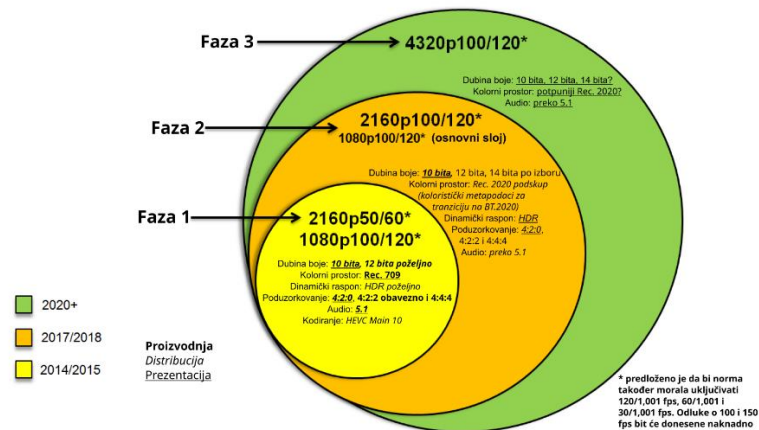 Faza 3
4320p100/120*
Dubina boje: 10 bita, 12 bita, 14 bita?
Kolorni prostor: potpuniji Rec. 2020?
Audio: preko 5.1
Faza 2
2160p100/120*
1080p100/120* (osnovni sloj)
Dubina boje: 10 bita, 12 bita, 14 bita po izboru
Kolorni prostor: Rec. 2020 podskup
(koloristički metapodaci za
tranziciju na BT.2020)
Dinamički raspon: HDR
Poduzorkovanje: 4:2:0,
4:2:2 i 4:4:4
Audio: preko 5.1
Faza 1
2160p50/60*
1080p100/120*
Dubina boje: 10 bita, 12 bita poželjno
Kolorni prostor: Rec. 709
Dinamički raspon: HDR poželjno
Poduzorkovanje: 4:2:0, 4:2:2 obavezno i 4:4:4
Audio: 5.1
Kodiranje: HEVC Main 10
2020+
2017/2018
2014/2015
Proizvodnja
Distribucija
Prezentacija
* predloženo je da bi norma
također morala uključivati
120/1,001 fps, 60/1,001 i
30/1,001 fps. Odluke o 100 i 150
fps bit će donesene naknadno